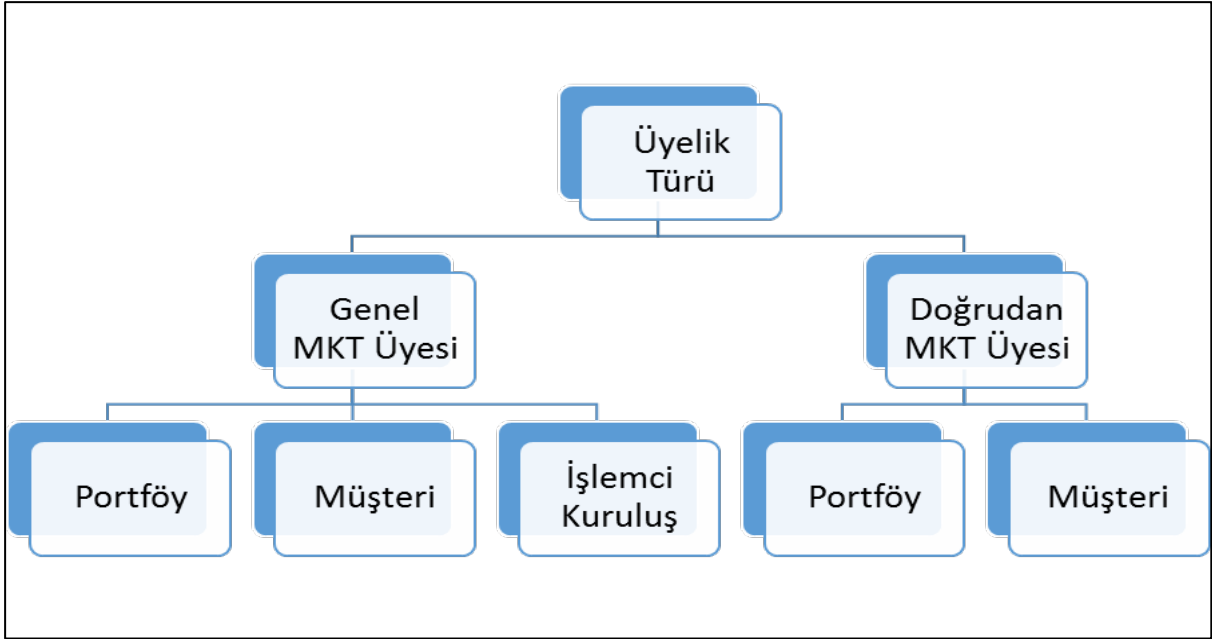 Üyelik
Türü
Genel
MKT Üyesi
Doğrudan
MKT Üyesi
Portföy
Müşteri
İşlemci
Kuruluş
Portföy
Müşteri